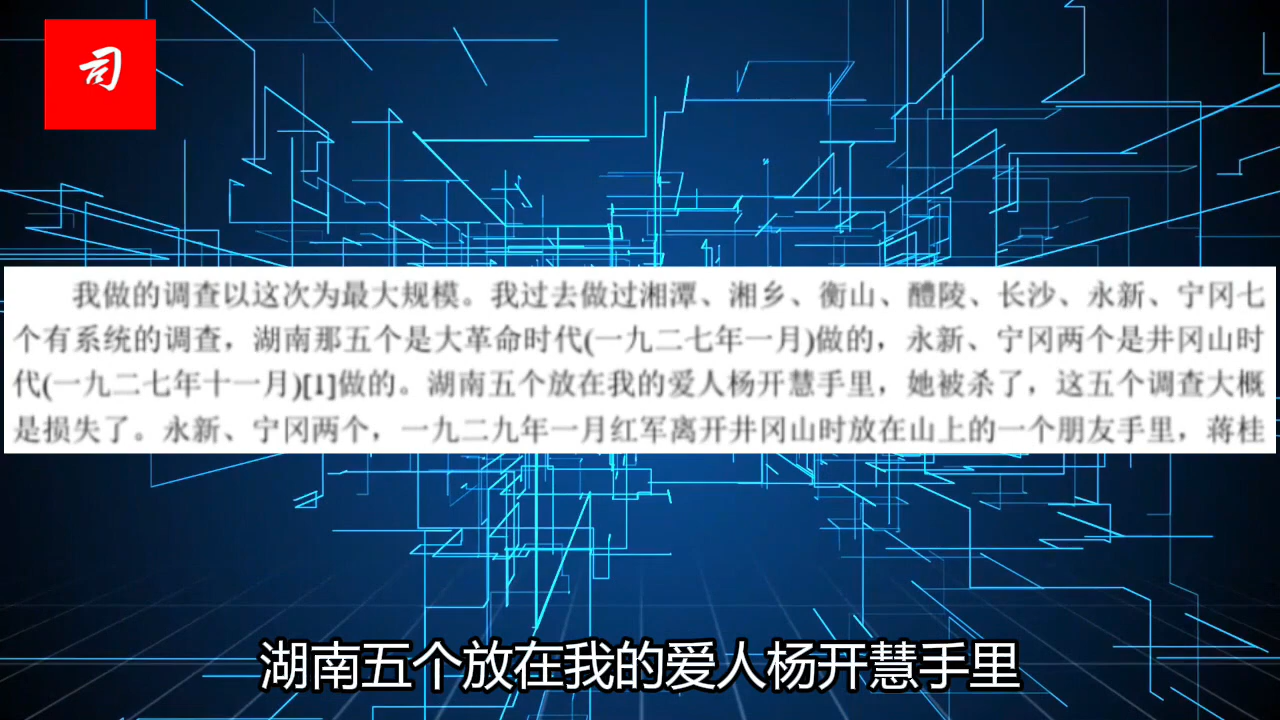 司
我做的调查以这次为最大规模。我过去做过湘潭、湘乡、衡山、醴陵、长沙、永新、宁冈七
个有系统的调查，湖南那五个是大革命时代(一九二七年一月)做的，永新、宁冈两个是井冈山时
代(一九二七年十一月)[1]做的。湖南五个放在我的爱人杨开慧手里，她被杀了，这五个调查大概
是损失了。永新、宁冈两个，一九二九年一月红军离开井冈山时放在山上的一个朋友手里，蒋桂
湖南五个放在我的爱人杨开慧手里